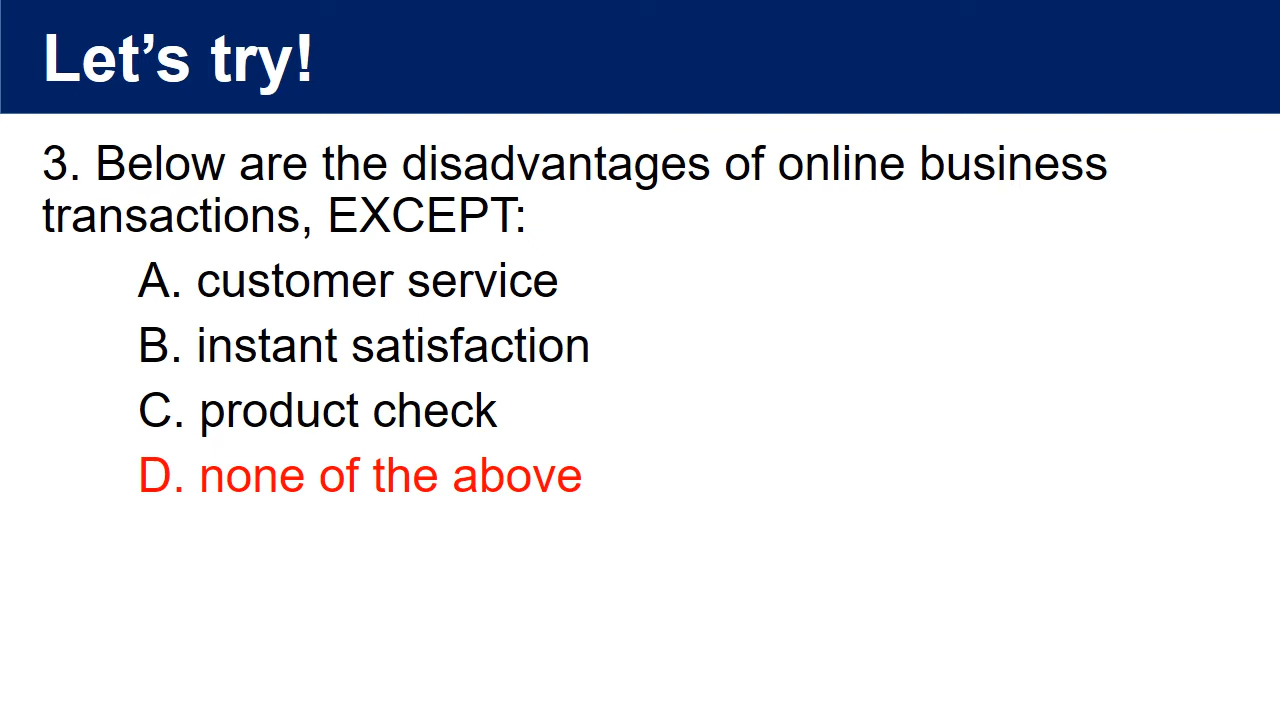 Let’s try!
3. Below are the disadvantages of online business
transactions, EXCEPT:
A. customer service
B. instant satisfaction
C. product check
D. none of the above